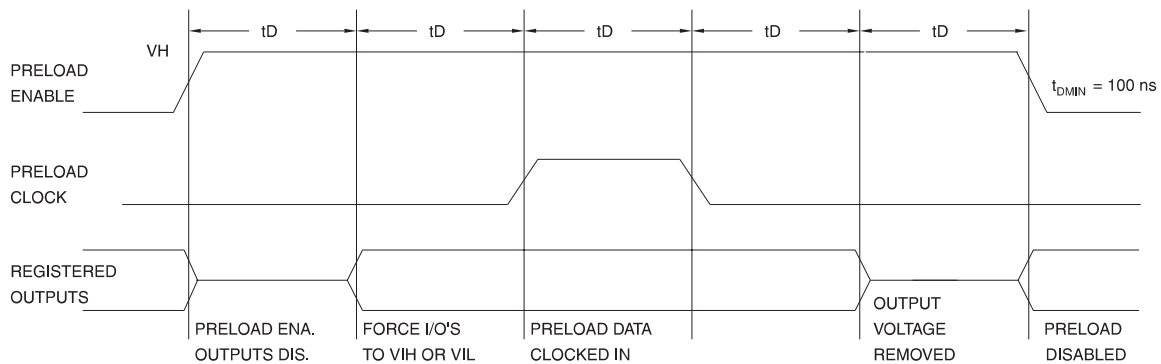 tD tD tD tD tD
VH
PRELOAD
ENABLE
tDMIN = 100 ns
PRELOAD
CLOCK
REGISTERED
OUTPUTS
PRELOAD ENA.
OUTPUTS DIS.
FORCE I/O'S
TO VIH OR VIL
PRELOAD DATA
CLOCKED IN
OUTPUT
VOLTAGE
REMOVED
PRELOAD
DISABLED